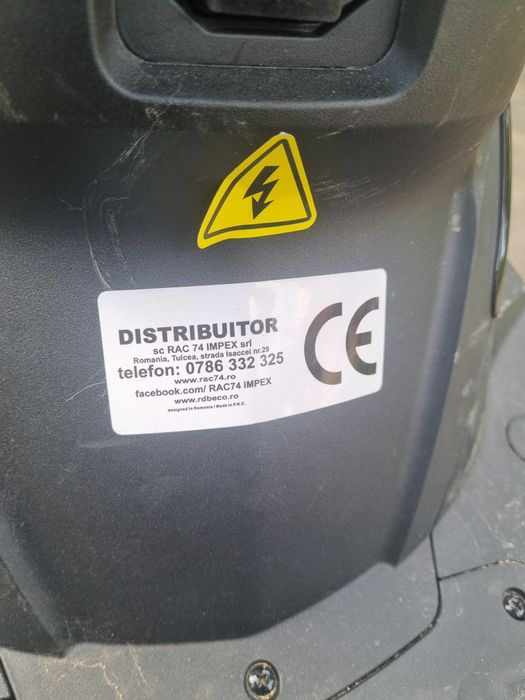 DISTRIBUITOR
sc RAC 74 IMPEX srl
Romania, Tulcea, strada Isaccei nr.29
telefon: 0786 332 325
www.rac74.ro
facebook.com/ RAC74 IMPEX
www.rdbeco.ro
designed in Romania / Made in P.R.C.
CE